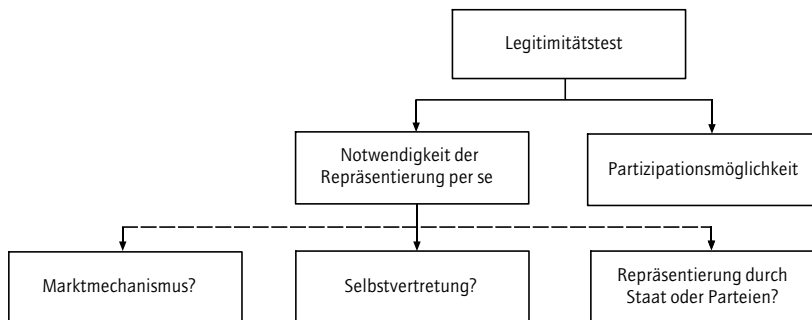 Legitimitätstest
Notwendigkeit der
Repräsentierung per se
Partizipationsmöglichkeit
Marktmechanismus?
Selbstvertretung?
Repräsentierung durch
Staat oder Parteien?